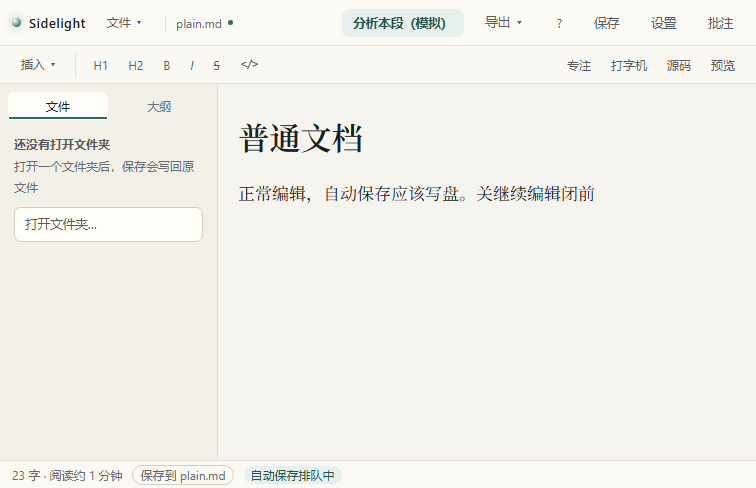 Sidelight 文件 plain.md 分析本段（模拟） 导出 ? 保存 设置 批注
插入 H1 H2 B I S </> 专注 打字机 源码 预览
文件 大纲
还没有打开文件夹
打开一个文件夹后，保存会写回原
文件
打开文件夹...
普通文档
正常编辑，自动保存应该写盘。关继续编辑闭前
23 字 · 阅读约 1 分钟 保存到 plain.md 自动保存排队中